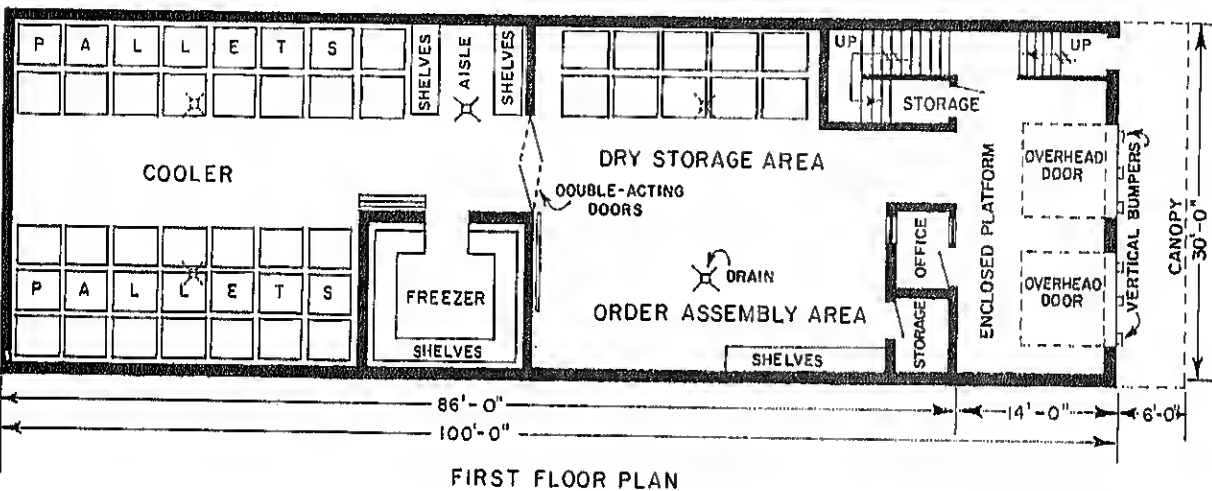 PALLETS
SHELVES
AISLE
SHELVES
UP
UP
STORAGE
COOLER
DRY STORAGE AREA
DOUBLE-ACTING
DOORS
ENCLOSED PLATFORM
OVERHEAD
DOOR
VERTICAL BUMPERS
CANOPY
30'-0"
OFFICE
DRAIN
PALLETS
FREEZER
ORDER ASSEMBLY AREA
OVERHEAD
DOOR
STORAGE
SHELVES
SHELVES
86'-0"
14'-0"
6'-0"
100'-0"
FIRST FLOOR PLAN